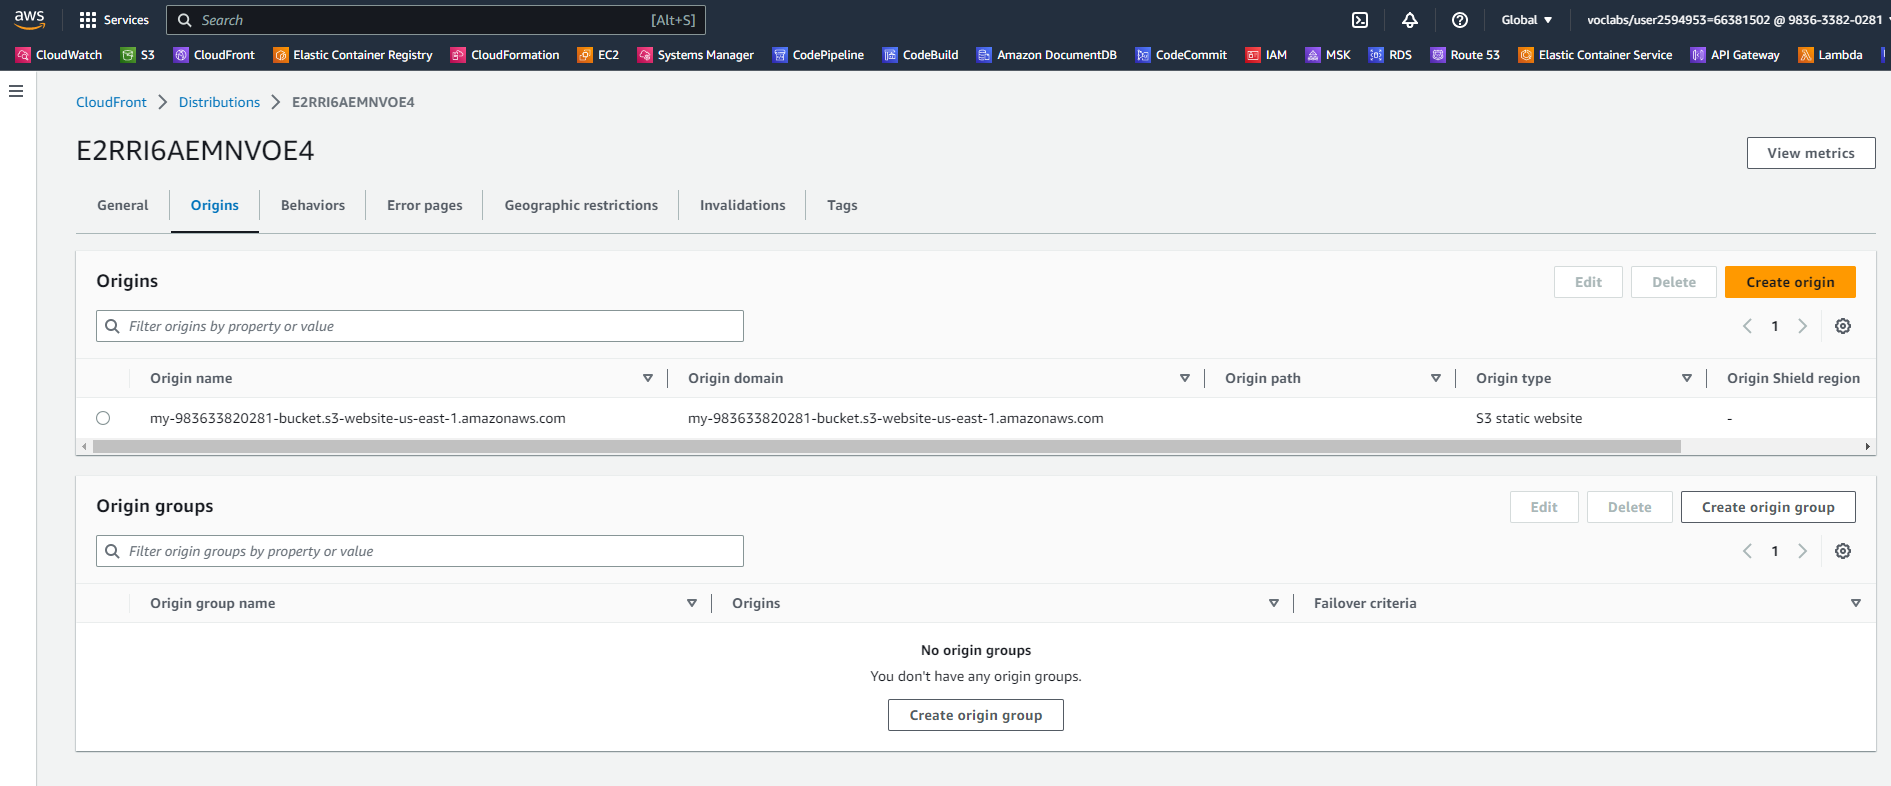 aws Services Search [Alt+S] Global voclabs/user2594953=66381502 @ 9836-3382-0281
CloudWatch S3 CloudFront Elastic Container Registry CloudFormation EC2 Systems Manager CodePipeline CodeBuild Amazon DocumentDB CodeCommit IAM MSK RDS Route 53 Elastic Container Service API Gateway Lambda
CloudFront Distributions E2RRI6AEMNVOE4
E2RRI6AEMNVOE4
View metrics
General Origins Behaviors Error pages Geographic restrictions Invalidations Tags
Origins
Edit Delete Create origin
Filter origins by property or value
1
Origin name Origin domain Origin path Origin type Origin Shield region
my-983633820281-bucket.s3-website-us-east-1.amazonaws.com my-983633820281-bucket.s3-website-us-east-1.amazonaws.com S3 static website -
Origin groups
Edit Delete Create origin group
Filter origin groups by property or value
1
Origin group name Origins Failover criteria
No origin groups
You don't have any origin groups.
Create origin group